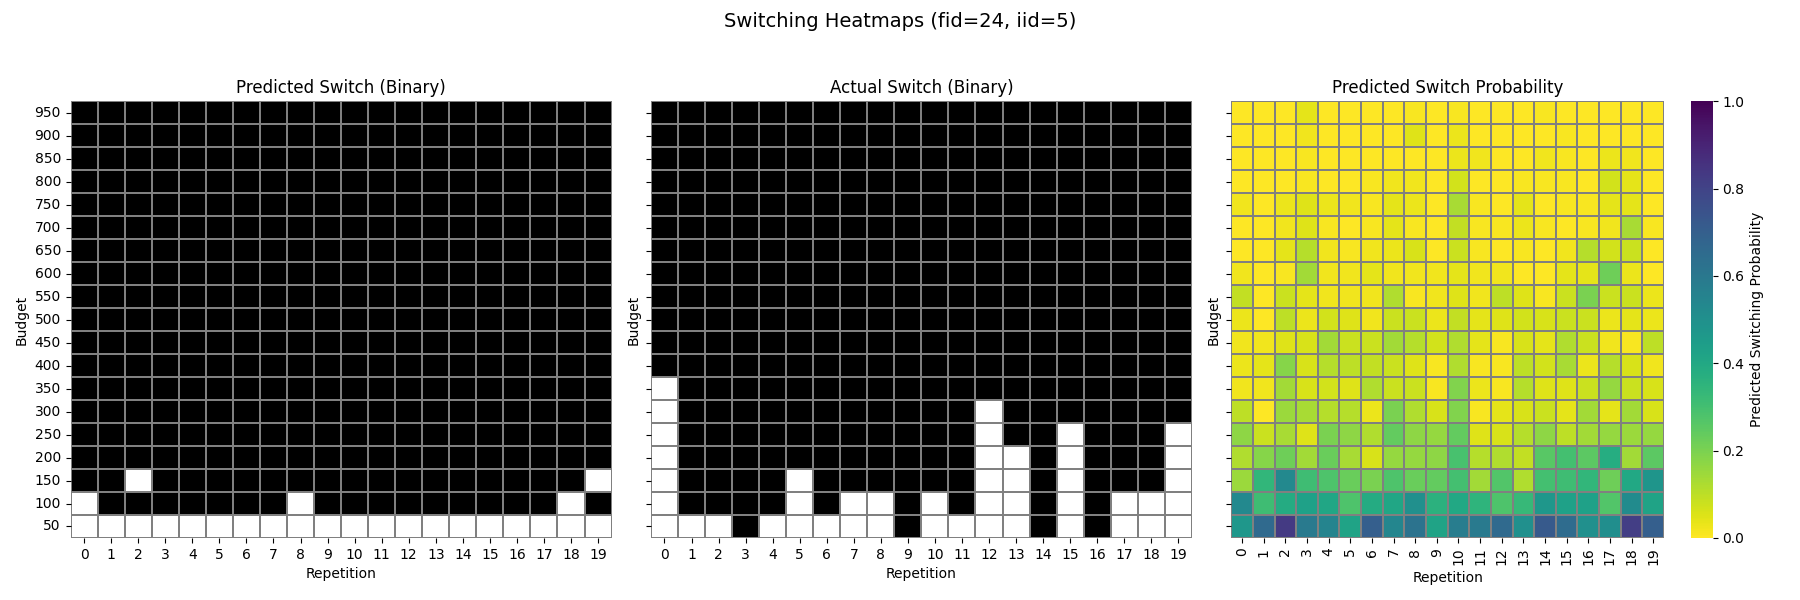 Switching Heatmaps (fid=24, iid=5)
Predicted Switch (Binary)
Actual Switch (Binary)
Predicted Switch Probability
Budget
950
900
850
800
750
700
650
600
550
500
450
400
350
300
250
200
150
100
50
0 1 2 3 4 5 6 7 8 9 10 11 12 13 14 15 16 17 18 19
Repetition
Budget
0 1 2 3 4 5 6 7 8 9 10 11 12 13 14 15 16 17 18 19
Repetition
Budget
0 1 2 3 4 5 6 7 8 9 10 11 12 13 14 15 16 17 18 19
Repetition
1.0
0.8
0.6
0.4
0.2
0.0
Predicted Switching Probability